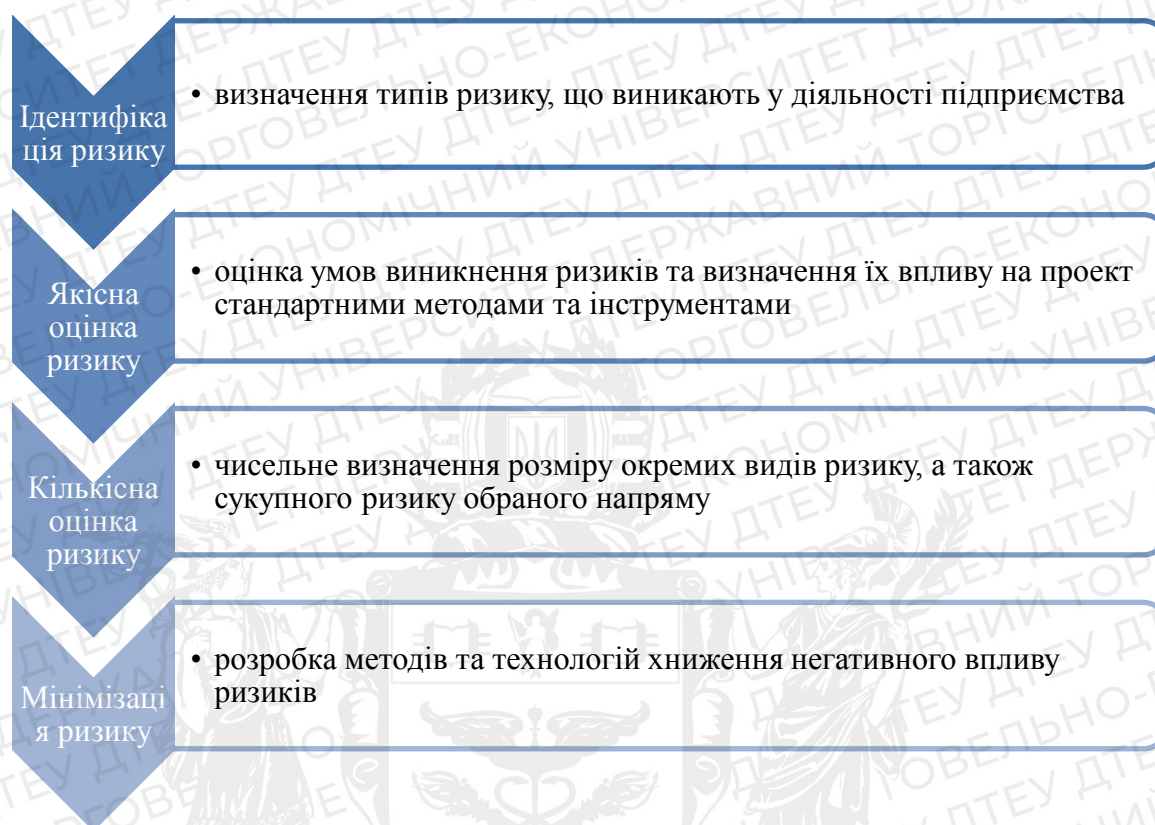 Ідентифіка
ція ризику
• визначення типів ризику, що виникають у діяльності підприємства
Якісна
оцінка
ризику
• оцінка умов виникнення ризиків та визначення їх впливу на проект
стандартними методами та інструментами
Кількісна
оцінка
ризику
• чисельне визначення розміру окремих видів ризику, а також
сукупного ризику обраного напряму
Мінімізаці
я ризику
• розробка методів та технологій хниження негативного впливу
ризиків